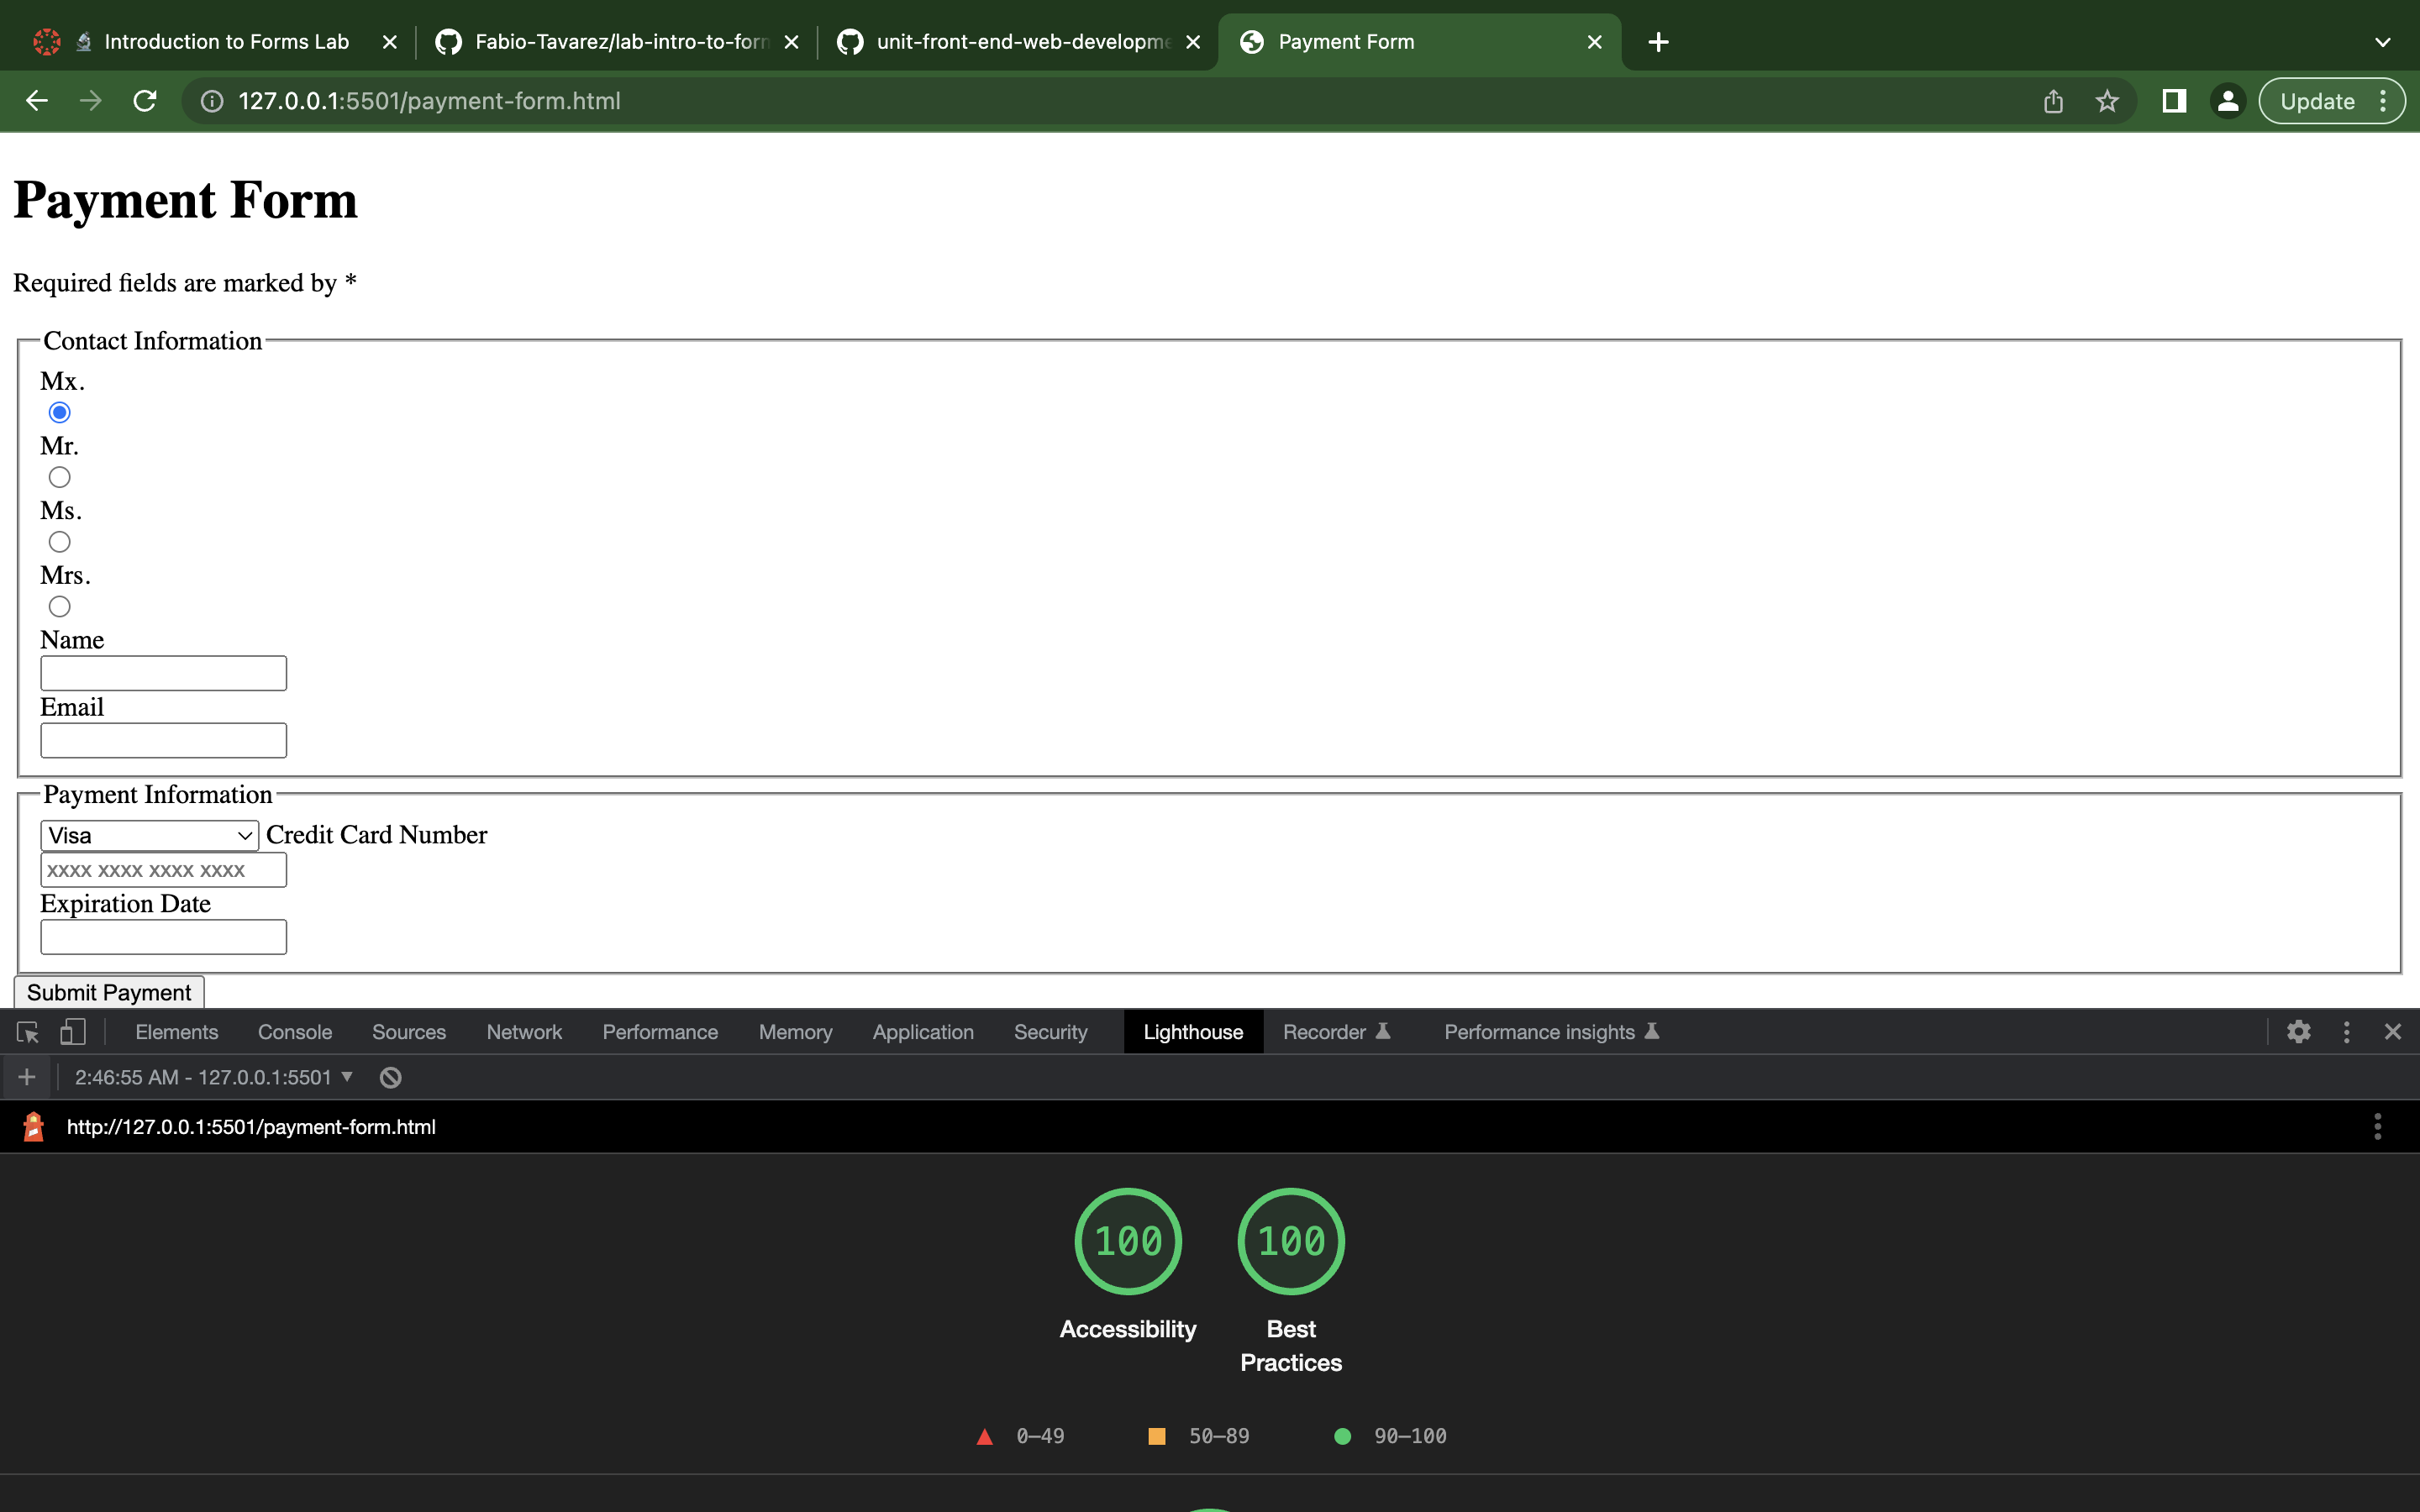 Introduction to Forms Lab
Fabio-Tavarez/lab-intro-to-forn
unit-front-end-web-developme
Payment Form
127.0.0.1:5501/payment-form.html
Update
Payment Form
Required fields are marked by *
Contact Information
Mx.
Mr.
Ms.
Mrs.
Name
Email
Payment Information
Visa Credit Card Number
xxxx xxxx xxxx xxxx
Expiration Date
Submit Payment
Elements Console Sources Network Performance Memory Application Security Lighthouse Recorder Performance insights
2:46:55 AM - 127.0.0.1:5501
http://127.0.0.1:5501/payment-form.html
100 100
Accessibility Best
Practices
0–49 50–89 90–100